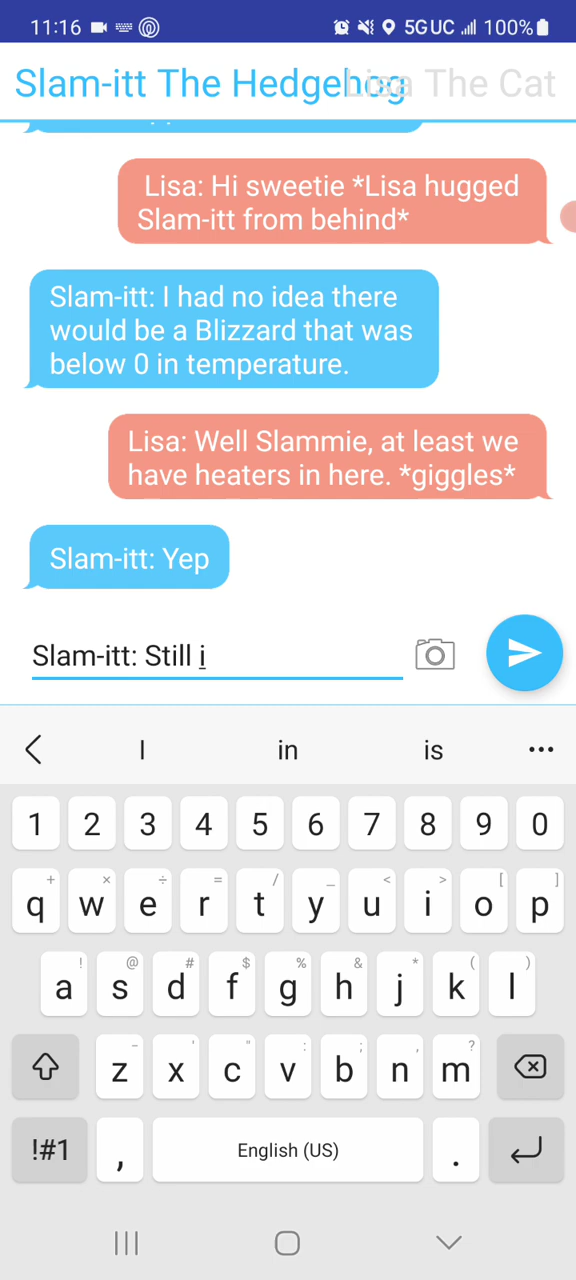 11:16 5G UC 100%
Slam-itt The Hedgehog Lisa The Cat
Lisa: Hi sweetie *Lisa hugged
Slam-itt from behind*
Slam-itt: I had no idea there
would be a Blizzard that was
below 0 in temperature.
Lisa: Well Slammie, at least we
have heaters in here. *giggles*
Slam-itt: Yep
Slam-itt: Still i
I in is
1 2 3 4 5 6 7 8 9 0
+ × ÷ = / _ < > [ ]
q w e r t y u i o p
! @ # $ % & * ( )
a s d f g h j k l
- ' " : ; , ?
z x c v b n m
!#1 , English (US) .